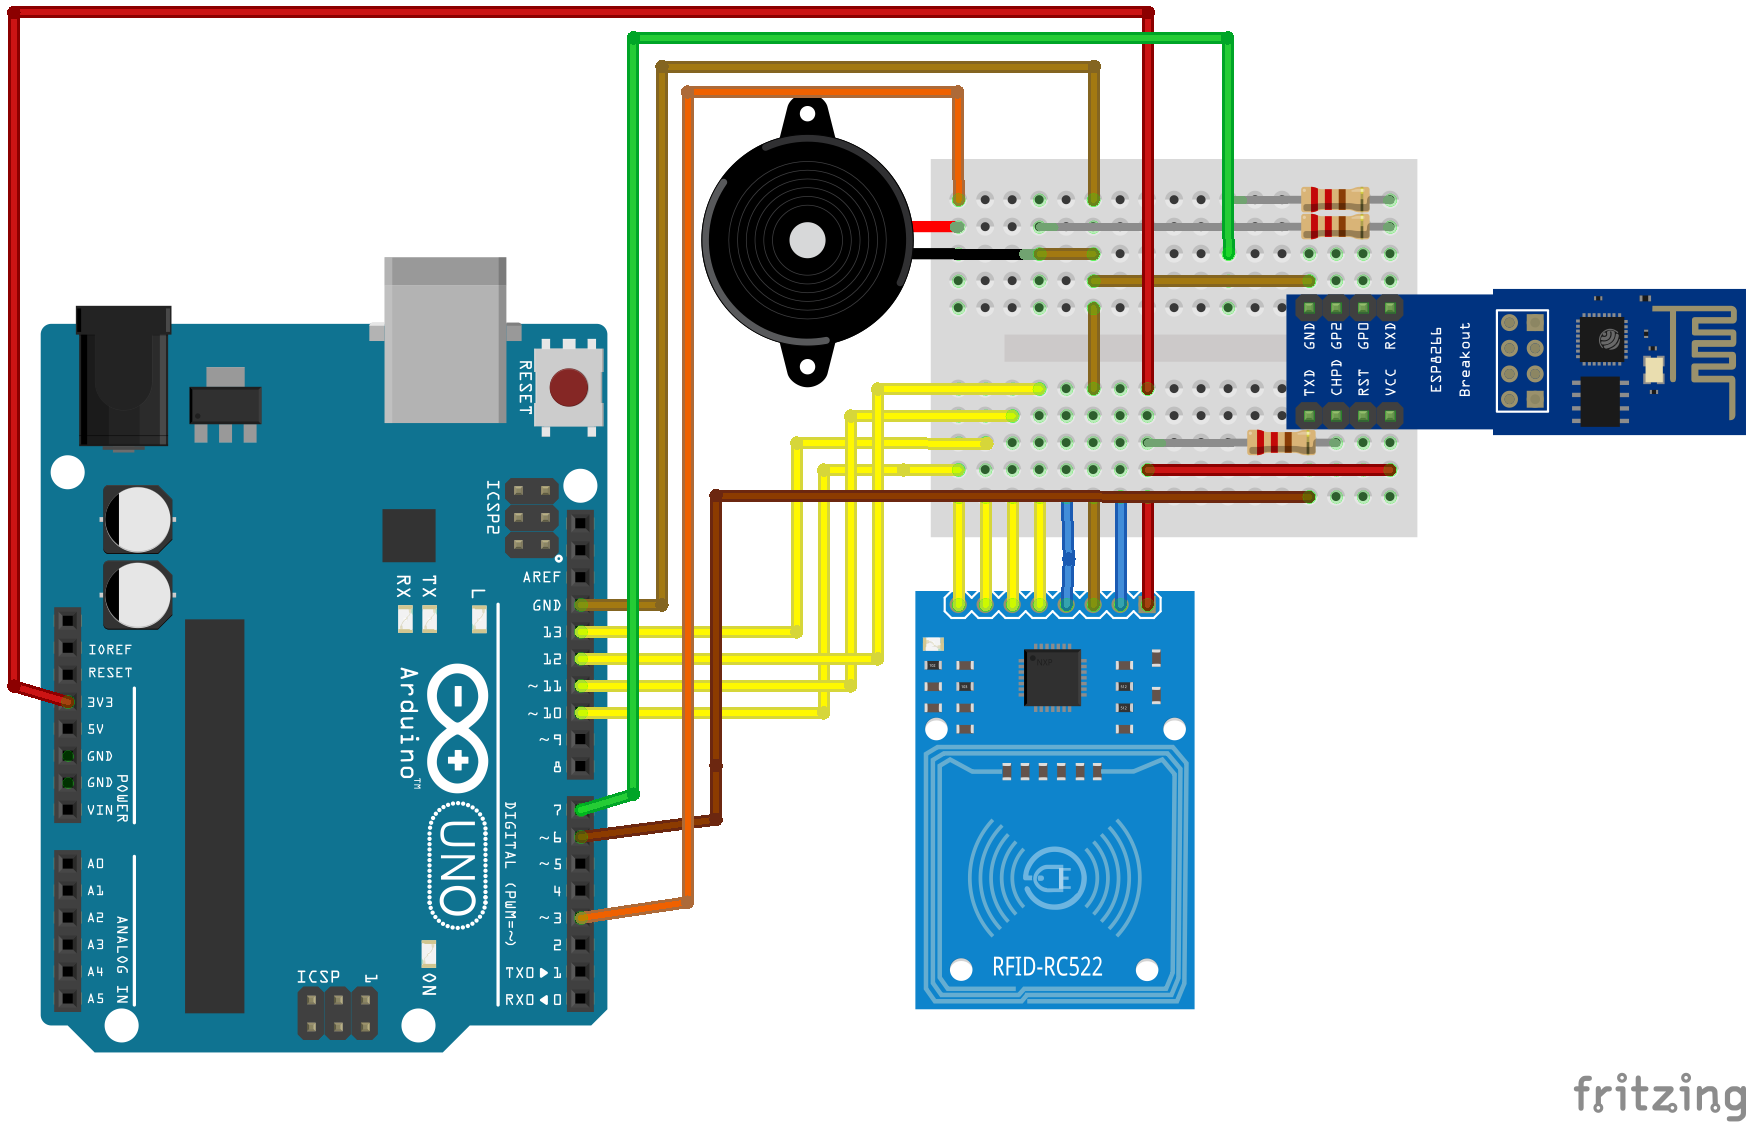 RESET
ICSP2
AREF
GND
13
12
~11
~10
~9
8
7
~6
~5
4
~3
2
TX0▶1
RX0◀0
RX
TX
L
IOREF
RESET
3V3
5V
GND
GND
VIN
POWER
A0
A1
A2
A3
A4
A5
ANALOG IN
Arduino™
UNO
DIGITAL (PWM=~)
ICSP
1
ON
GND
GP2
GP0
RXD
TXD
CHPD
RST
VCC
ESP8266
Breakout
RFID-RC522
fritzing